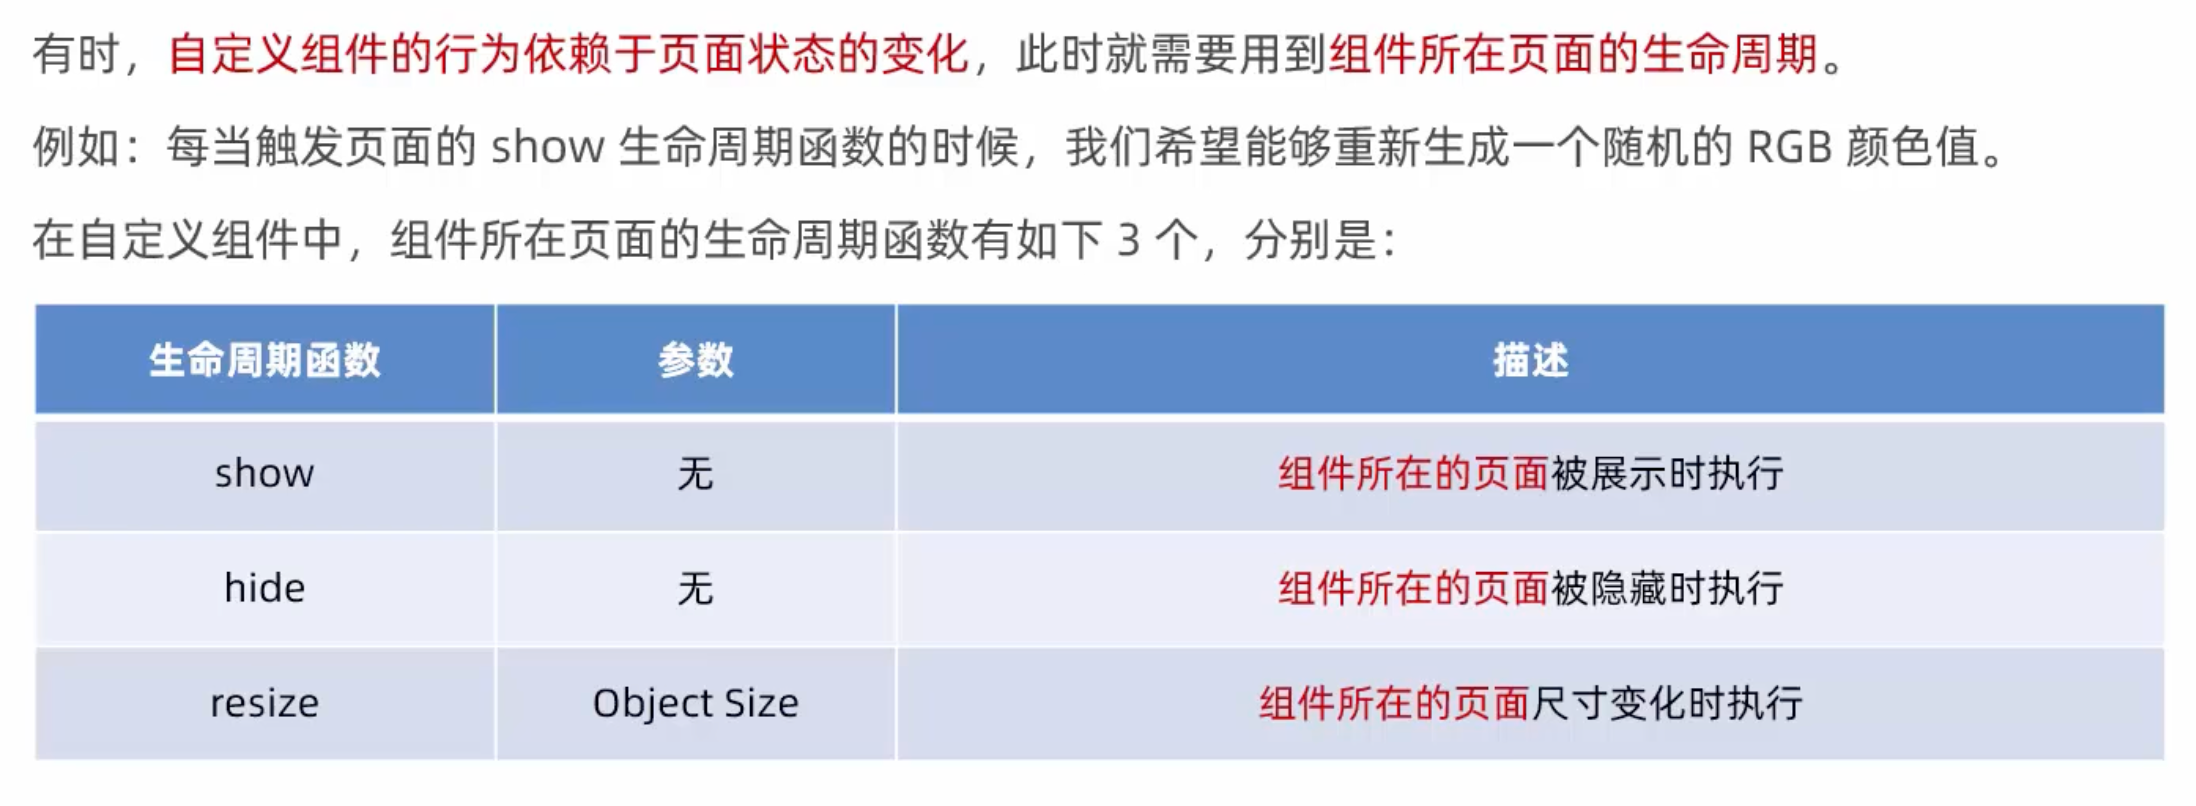 有时，自定义组件的行为依赖于页面状态的变化，此时就需要用到组件所在页面的生命周期。
例如：每当触发页面的 show 生命周期函数的时候，我们希望能够重新生成一个随机的 RGB 颜色值。
在自定义组件中，组件所在页面的生命周期函数有如下 3 个，分别是：
生命周期函数 参数 描述
show 无 组件所在的页面被展示时执行
hide 无 组件所在的页面被隐藏时执行
resize Object Size 组件所在的页面尺寸变化时执行